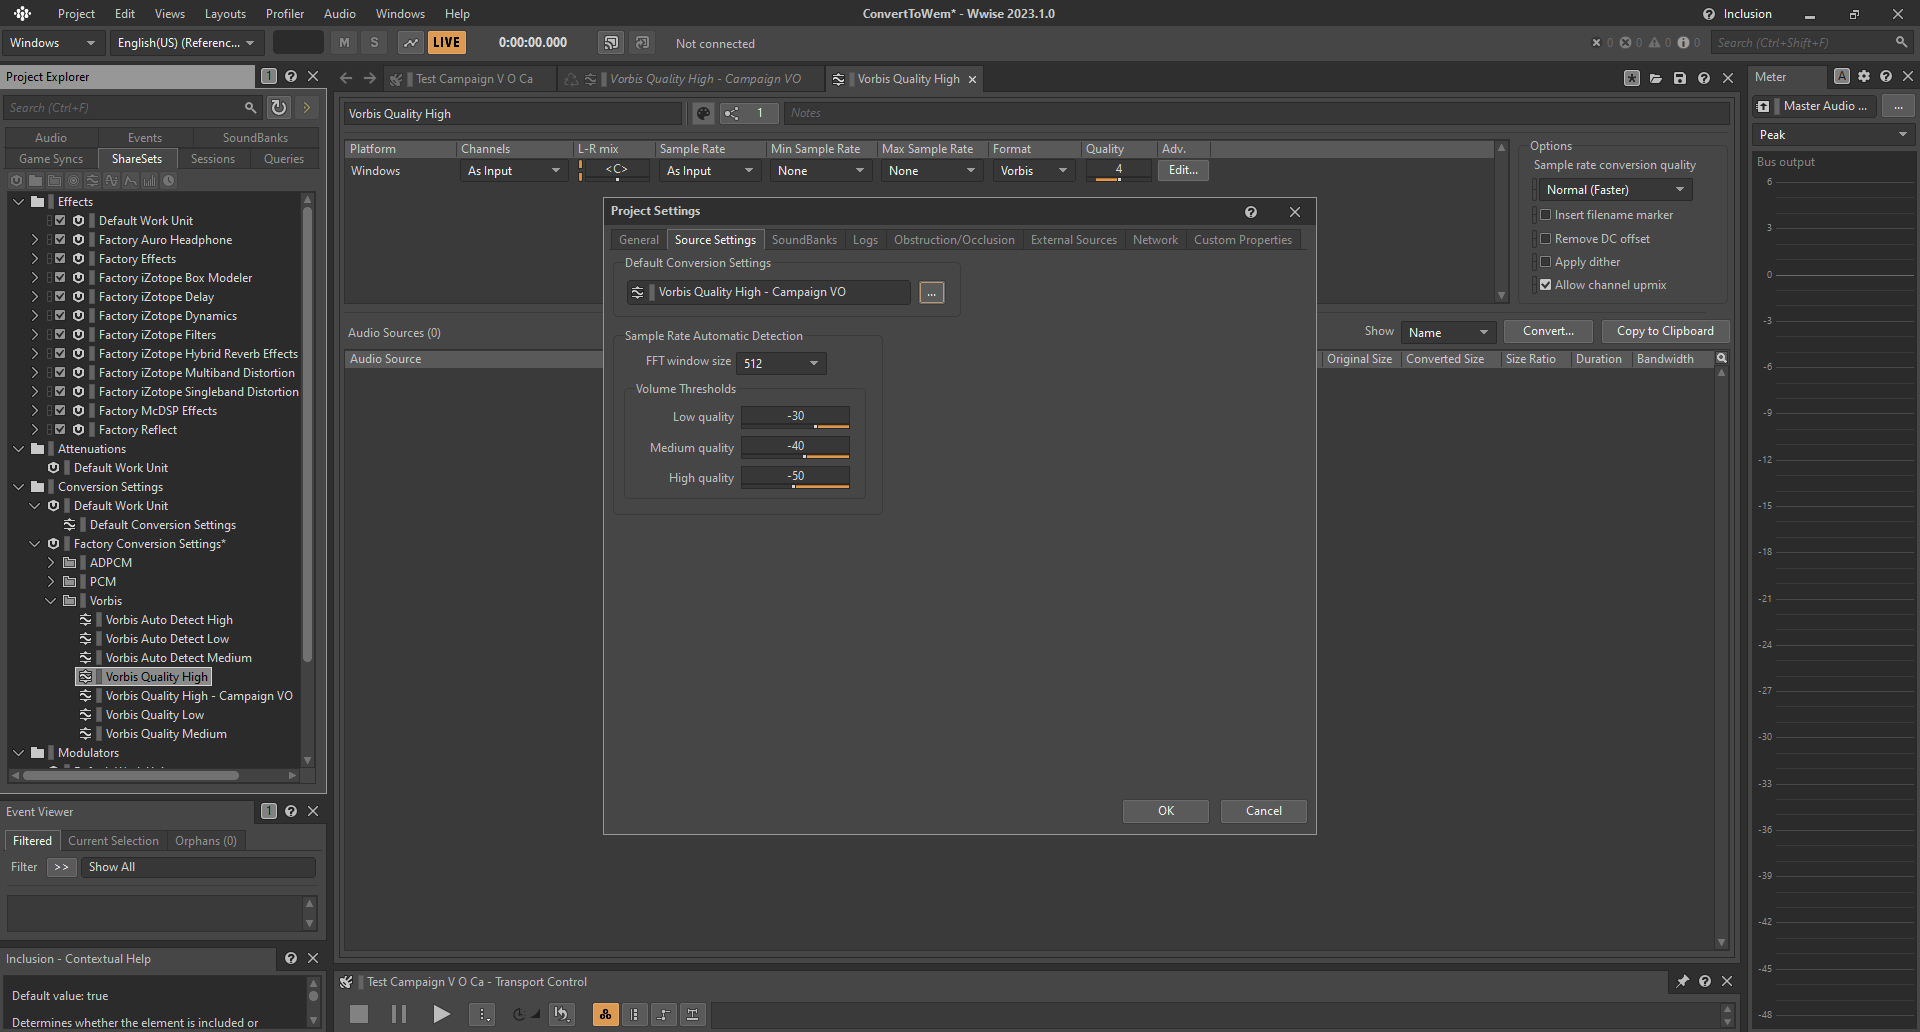 Project Edit Views Layouts Profiler Audio Windows Help
ConvertToWem* - Wwise 2023.1.0
Inclusion
Windows
English(US) (Referenc...
M S
LIVE
0:00:00.000
Not connected
0 0 0 0
Search (Ctrl+Shift+F)
Project Explorer
1
Search (Ctrl+F)
Audio Events SoundBanks
Game Syncs ShareSets Sessions Queries
Effects
Default Work Unit
Factory Auro Headphone
Factory Effects
Factory iZotope Box Modeler
Factory iZotope Delay
Factory iZotope Dynamics
Factory iZotope Filters
Factory iZotope Hybrid Reverb Effects
Factory iZotope Multiband Distortion
Factory iZotope Singleband Distortion
Factory McDSP Effects
Factory Reflect
Attenuations
Default Work Unit
Conversion Settings
Default Work Unit
Default Conversion Settings
Factory Conversion Settings*
ADPCM
PCM
Vorbis
Vorbis Auto Detect High
Vorbis Auto Detect Low
Vorbis Auto Detect Medium
Vorbis Quality High
Vorbis Quality High - Campaign VO
Vorbis Quality Low
Vorbis Quality Medium
Modulators
Event Viewer
1
Filtered Current Selection Orphans (0)
Filter >> Show All
Inclusion - Contextual Help
Default value: true
Determines whether the element is included or
Test Campaign V O Ca
Vorbis Quality High - Campaign VO
Vorbis Quality High
Vorbis Quality High
1
Notes
Platform Channels L-R mix Sample Rate Min Sample Rate Max Sample Rate Format Quality Adv.
Windows As Input <C> As Input None None Vorbis 4 Edit...
Options
Sample rate conversion quality
Normal (Faster)
Insert filename marker
Remove DC offset
Apply dither
Allow channel upmix
Audio Sources (0)
Show Name Convert... Copy to Clipboard
Audio Source
Original Size Converted Size Size Ratio Duration Bandwidth
Project Settings
General Source Settings SoundBanks Logs Obstruction/Occlusion External Sources Network Custom Properties
Default Conversion Settings
Vorbis Quality High - Campaign VO
...
Sample Rate Automatic Detection
FFT window size 512
Volume Thresholds
Low quality -30
Medium quality -40
High quality -50
OK Cancel
Test Campaign V O Ca - Transport Control
Meter
A
Master Audio ...
...
Peak
Bus output
6
3
0
-3
-6
-9
-12
-15
-18
-21
-24
-27
-30
-33
-36
-39
-42
-45
-48